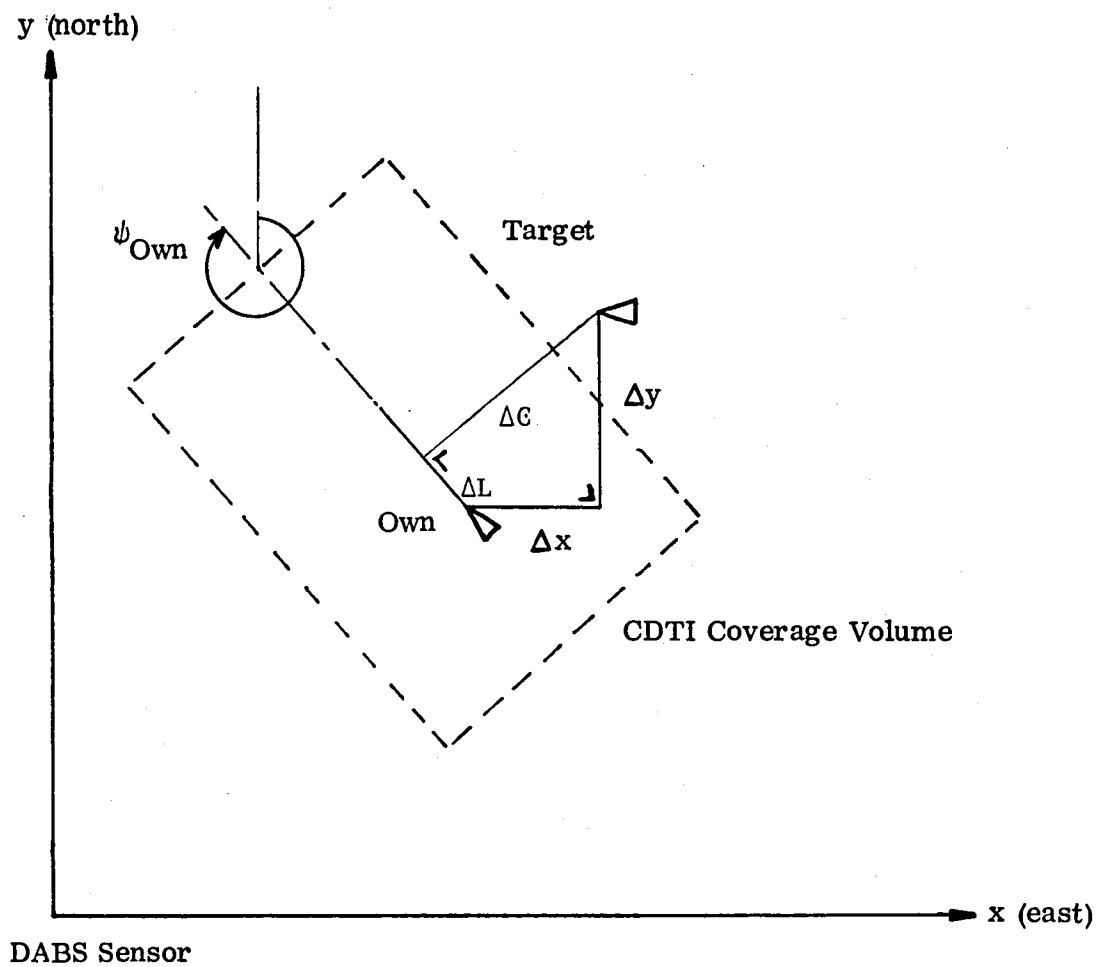 y (north)
Target
ψOwn
Δy
ΔC
ΔL
Own
Δx
CDTI Coverage Volume
x (east)
DABS Sensor